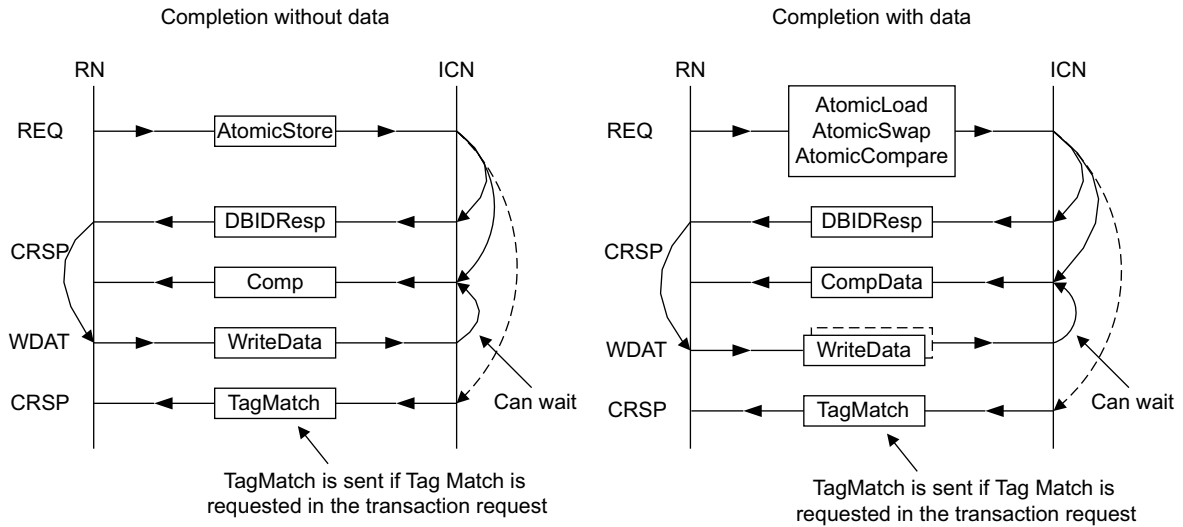 Completion without data
RN
ICN
REQ
AtomicStore
DBIDResp
CRSP
Comp
WDAT
WriteData
CRSP
TagMatch
Can wait
TagMatch is sent if Tag Match is
requested in the transaction request
Completion with data
RN
ICN
REQ
AtomicLoad
AtomicSwap
AtomicCompare
DBIDResp
CRSP
CompData
WDAT
WriteData
CRSP
TagMatch
Can wait
TagMatch is sent if Tag Match is
requested in the transaction request